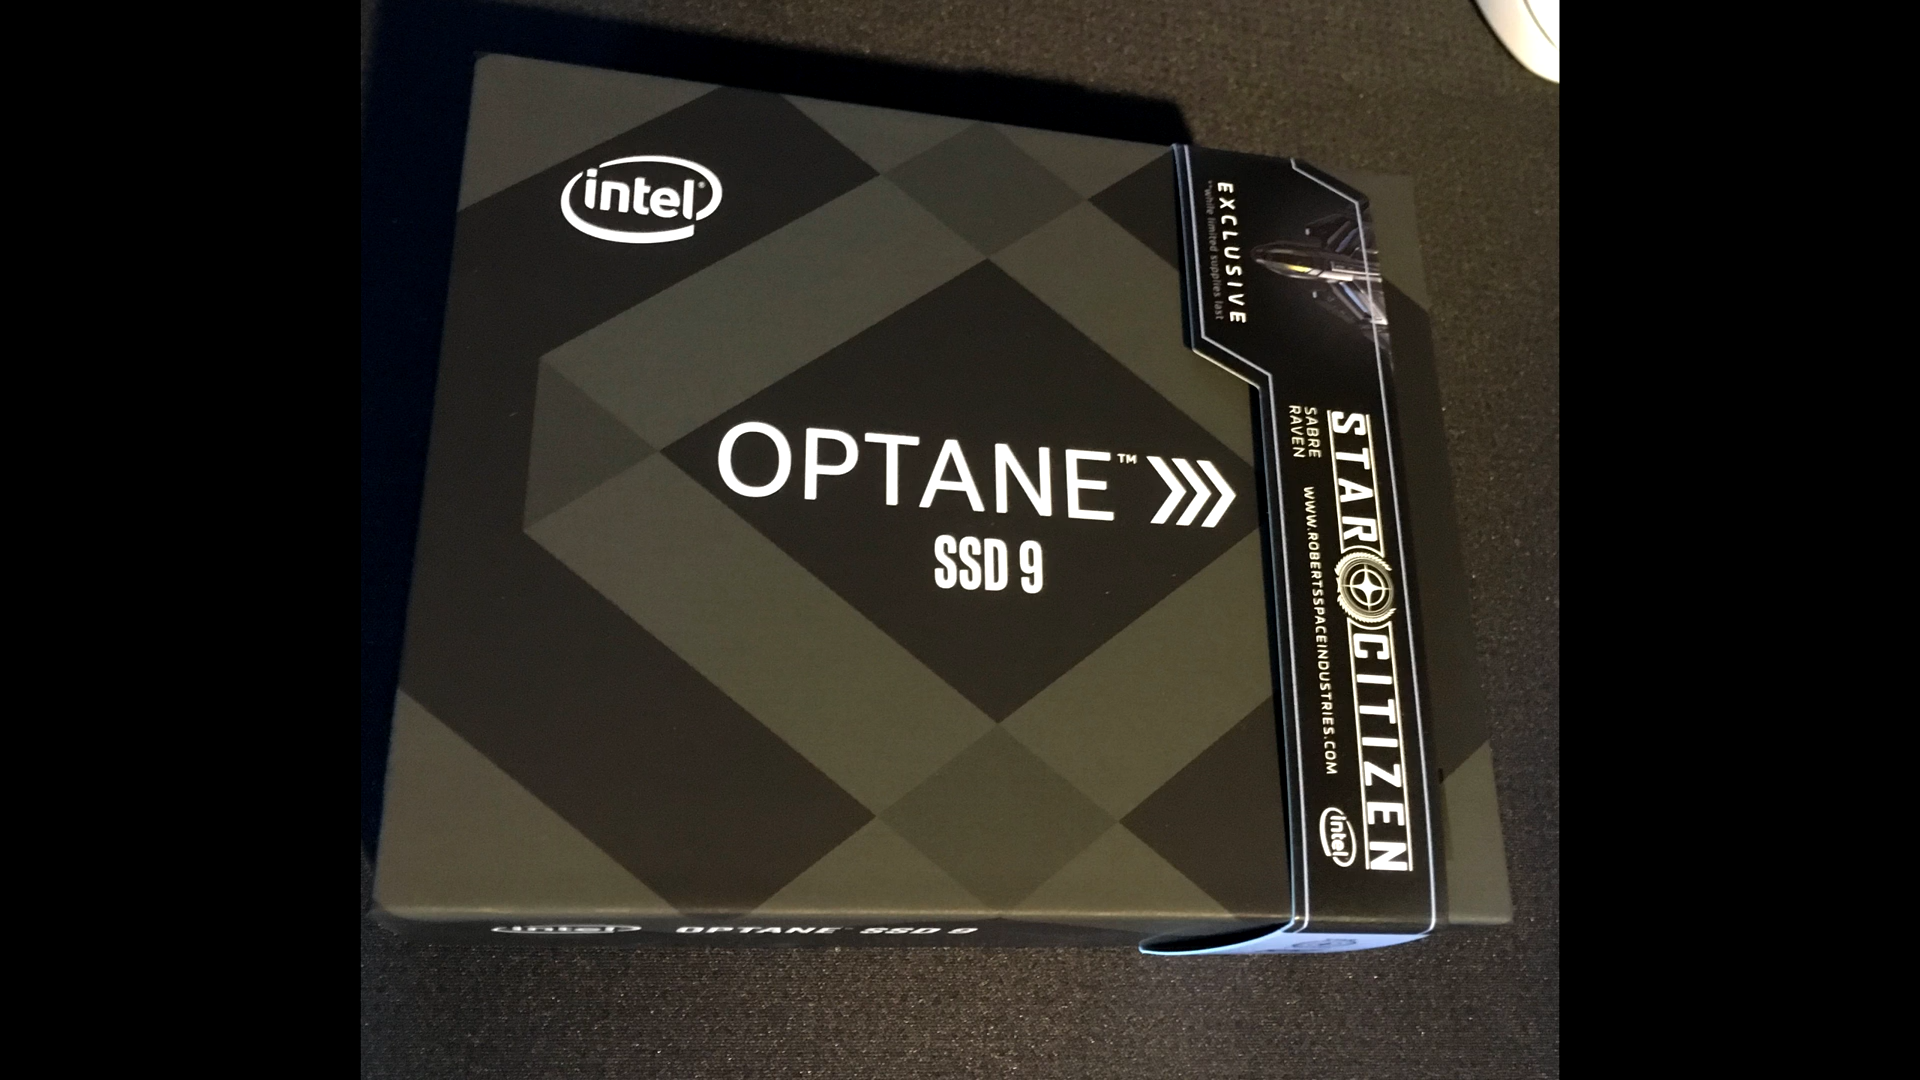 intel
OPTANE™
SSD 9
EXCLUSIVE
**while limited supplies last
STAR CITIZEN
SABRE
RAVEN
WWW.ROBERTSSPACEINDUSTRIES.COM
intel
intel OPTANE SSD 9